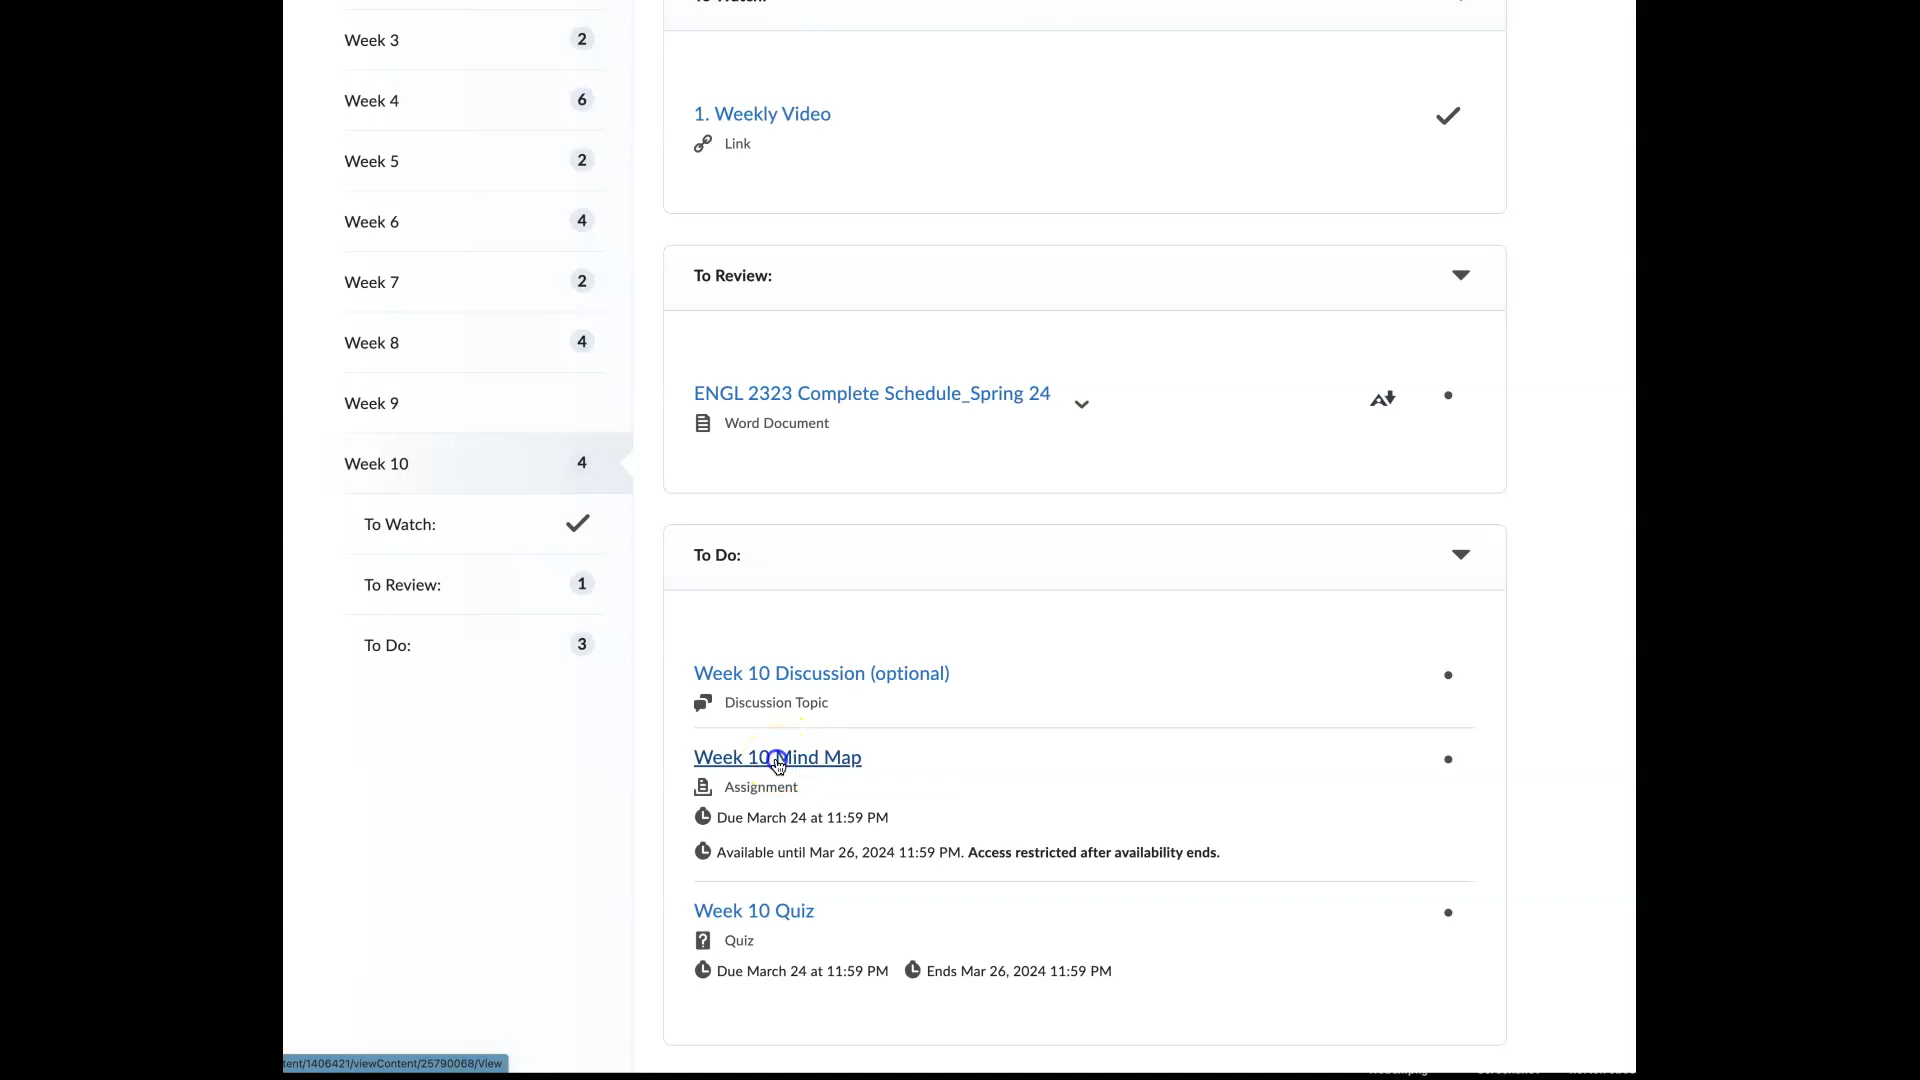 Week 3 2
Week 4 6
Week 5 2
Week 6 4
Week 7 2
Week 8 4
Week 9
Week 10 4
To Watch:
To Review: 1
To Do: 3
1. Weekly Video
Link
To Review:
ENGL 2323 Complete Schedule_Spring 24
Word Document
To Do:
Week 10 Discussion (optional)
Discussion Topic
Week 10 Mind Map
Assignment
Due March 24 at 11:59 PM
Available until Mar 26, 2024 11:59 PM. Access restricted after availability ends.
Week 10 Quiz
Quiz
Due March 24 at 11:59 PM Ends Mar 26, 2024 11:59 PM
tent/1406421/viewContent/25790068/View